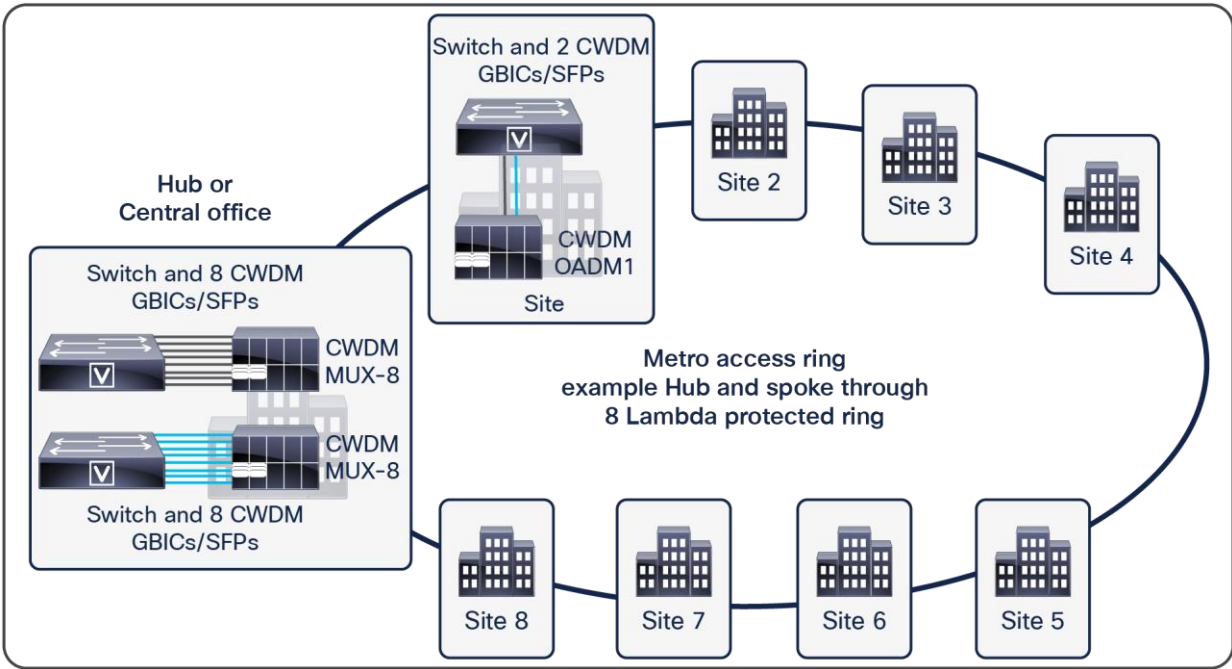 Switch and 2 CWDM
GBICs/SFPs
V
CWDM
OADM1
Site
Site 2
Site 3
Site 4
Hub or
Central office
Switch and 8 CWDM
GBICs/SFPs
V
CWDM
MUX-8
V
CWDM
MUX-8
Switch and 8 CWDM
GBICs/SFPs
Metro access ring
example Hub and spoke through
8 Lambda protected ring
Site 8
Site 7
Site 6
Site 5